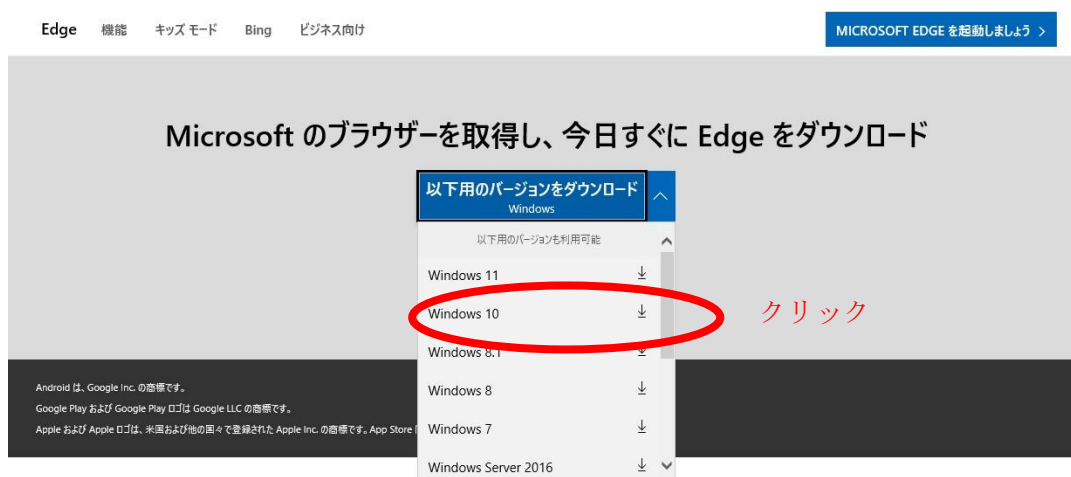 Edge 機能 キッズ モード Bing ビジネス向け MICROSOFT EDGE を起動しましょう
Microsoft のブラウザーを取得し、今日すぐに Edge をダウンロード
以下用のバージョンをダウンロード
Windows
以下用のバージョンも利用可能
Windows 11
Windows 10
クリック
Windows 8.1
Windows 8
Windows 7
Windows Server 2016
Android は、Google Inc. の商標です。
Google Play および Google Play ロゴは Google LLC の商標です。
Apple および Apple ロゴは、米国および他の国々で登録された Apple Inc. の商標です。App Store